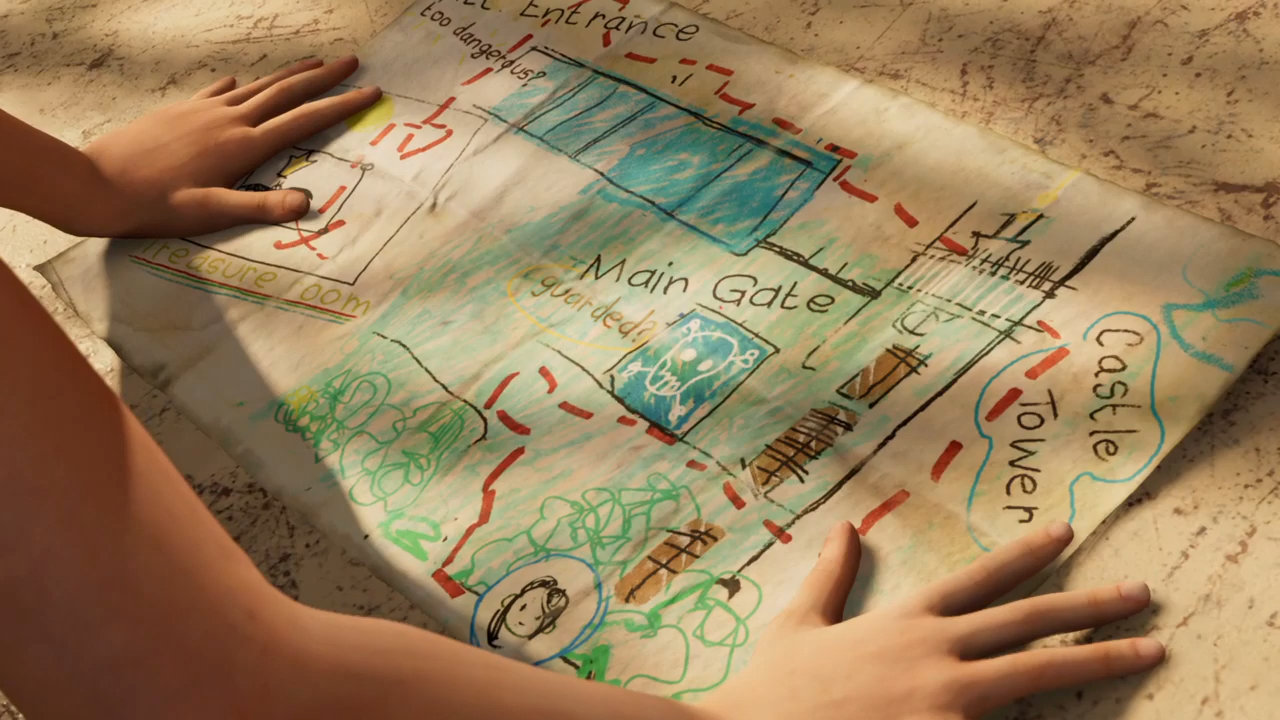 Entrance
too dangerous?
Treasure room
Main Gate
guarded?
Castle
Tower